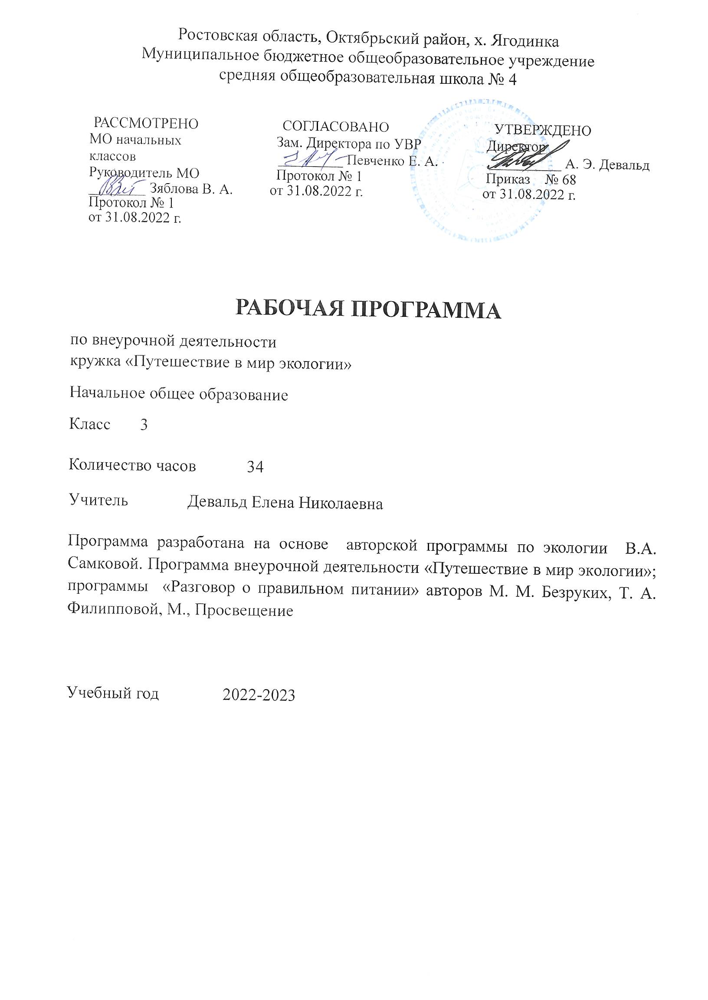 Ростовская область, Октябрьский район, х. Ягодинка
Муниципальное бюджетное общеобразовательное учреждение
средняя общеобразовательная школа № 4
РАССМОТРЕНО
МО начальных
классов
Руководитель МО
__________ Зяблова В. А.
Протокол № 1
от 31.08.2022 г.
СОГЛАСОВАНО
Зам. Директора по УВР
__________ Певченко Е. А.
Протокол № 1
от 31.08.2022 г.
УТВЕРЖДЕНО
Директор
__________ А. Э. Девальд
Приказ № 68
от 31.08.2022 г.
РАБОЧАЯ ПРОГРАММА
по внеурочной деятельности
кружка «Путешествие в мир экологии»
Начальное общее образование
Класс 3
Количество часов 34
Учитель Девальд Елена Николаевна
Программа разработана на основе авторской программы по экологии В.А.
Самковой. Программа внеурочной деятельности «Путешествие в мир экологии»;
программы «Разговор о правильном питании» авторов М. М. Безруких, Т. А.
Филипповой, М., Просвещение
Учебный год 2022-2023